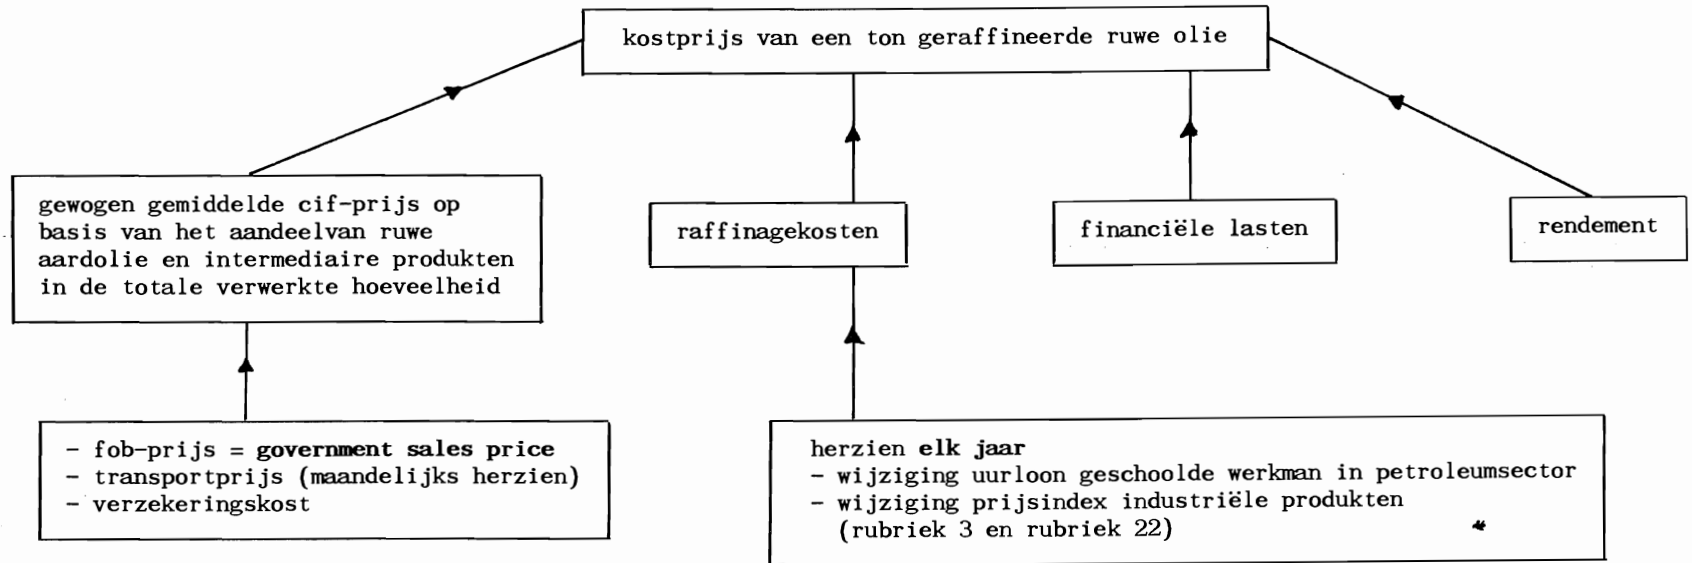 kostprijs van een ton geraffineerde ruwe olie
gewogen gemiddelde cif-prijs op
basis van het aandeelvan ruwe
aardolie en intermediaire produkten
in de totale verwerkte hoeveelheid
raffinagekosten
financiële lasten
rendement
- fob-prijs = government sales price
- transportprijs (maandelijks herzien)
- verzekeringskost
herzien elk jaar
- wijziging uurloon geschoolde werkman in petroleumsector
- wijziging prijsindex industriële produkten
(rubriek 3 en rubriek 22)